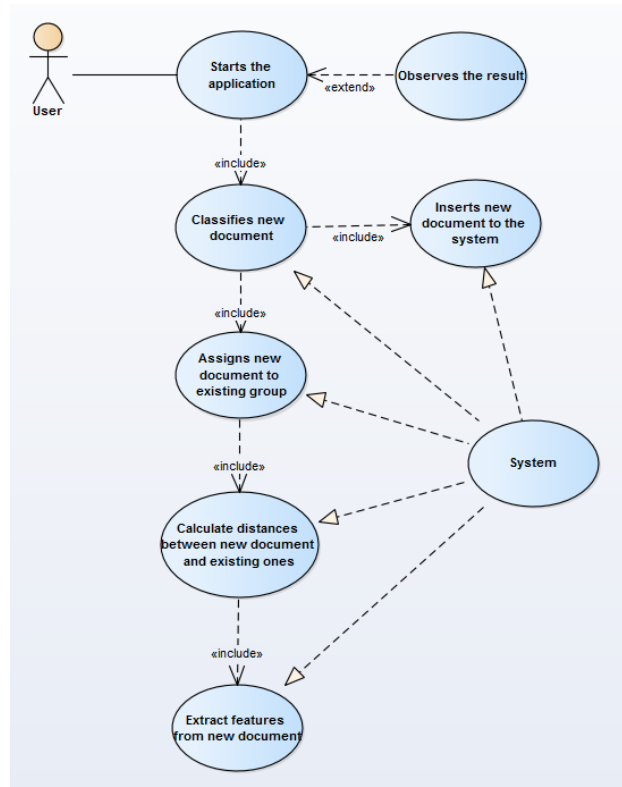 Starts the
application
Observes the result
«extend»
User
«include»
Classifies new
document
Inserts new
document to the
system
«include»
«include»
Assigns new
document to
existing group
«include»
System
Calculate distances
between new document
and existing ones
«include»
Extract features
from new document